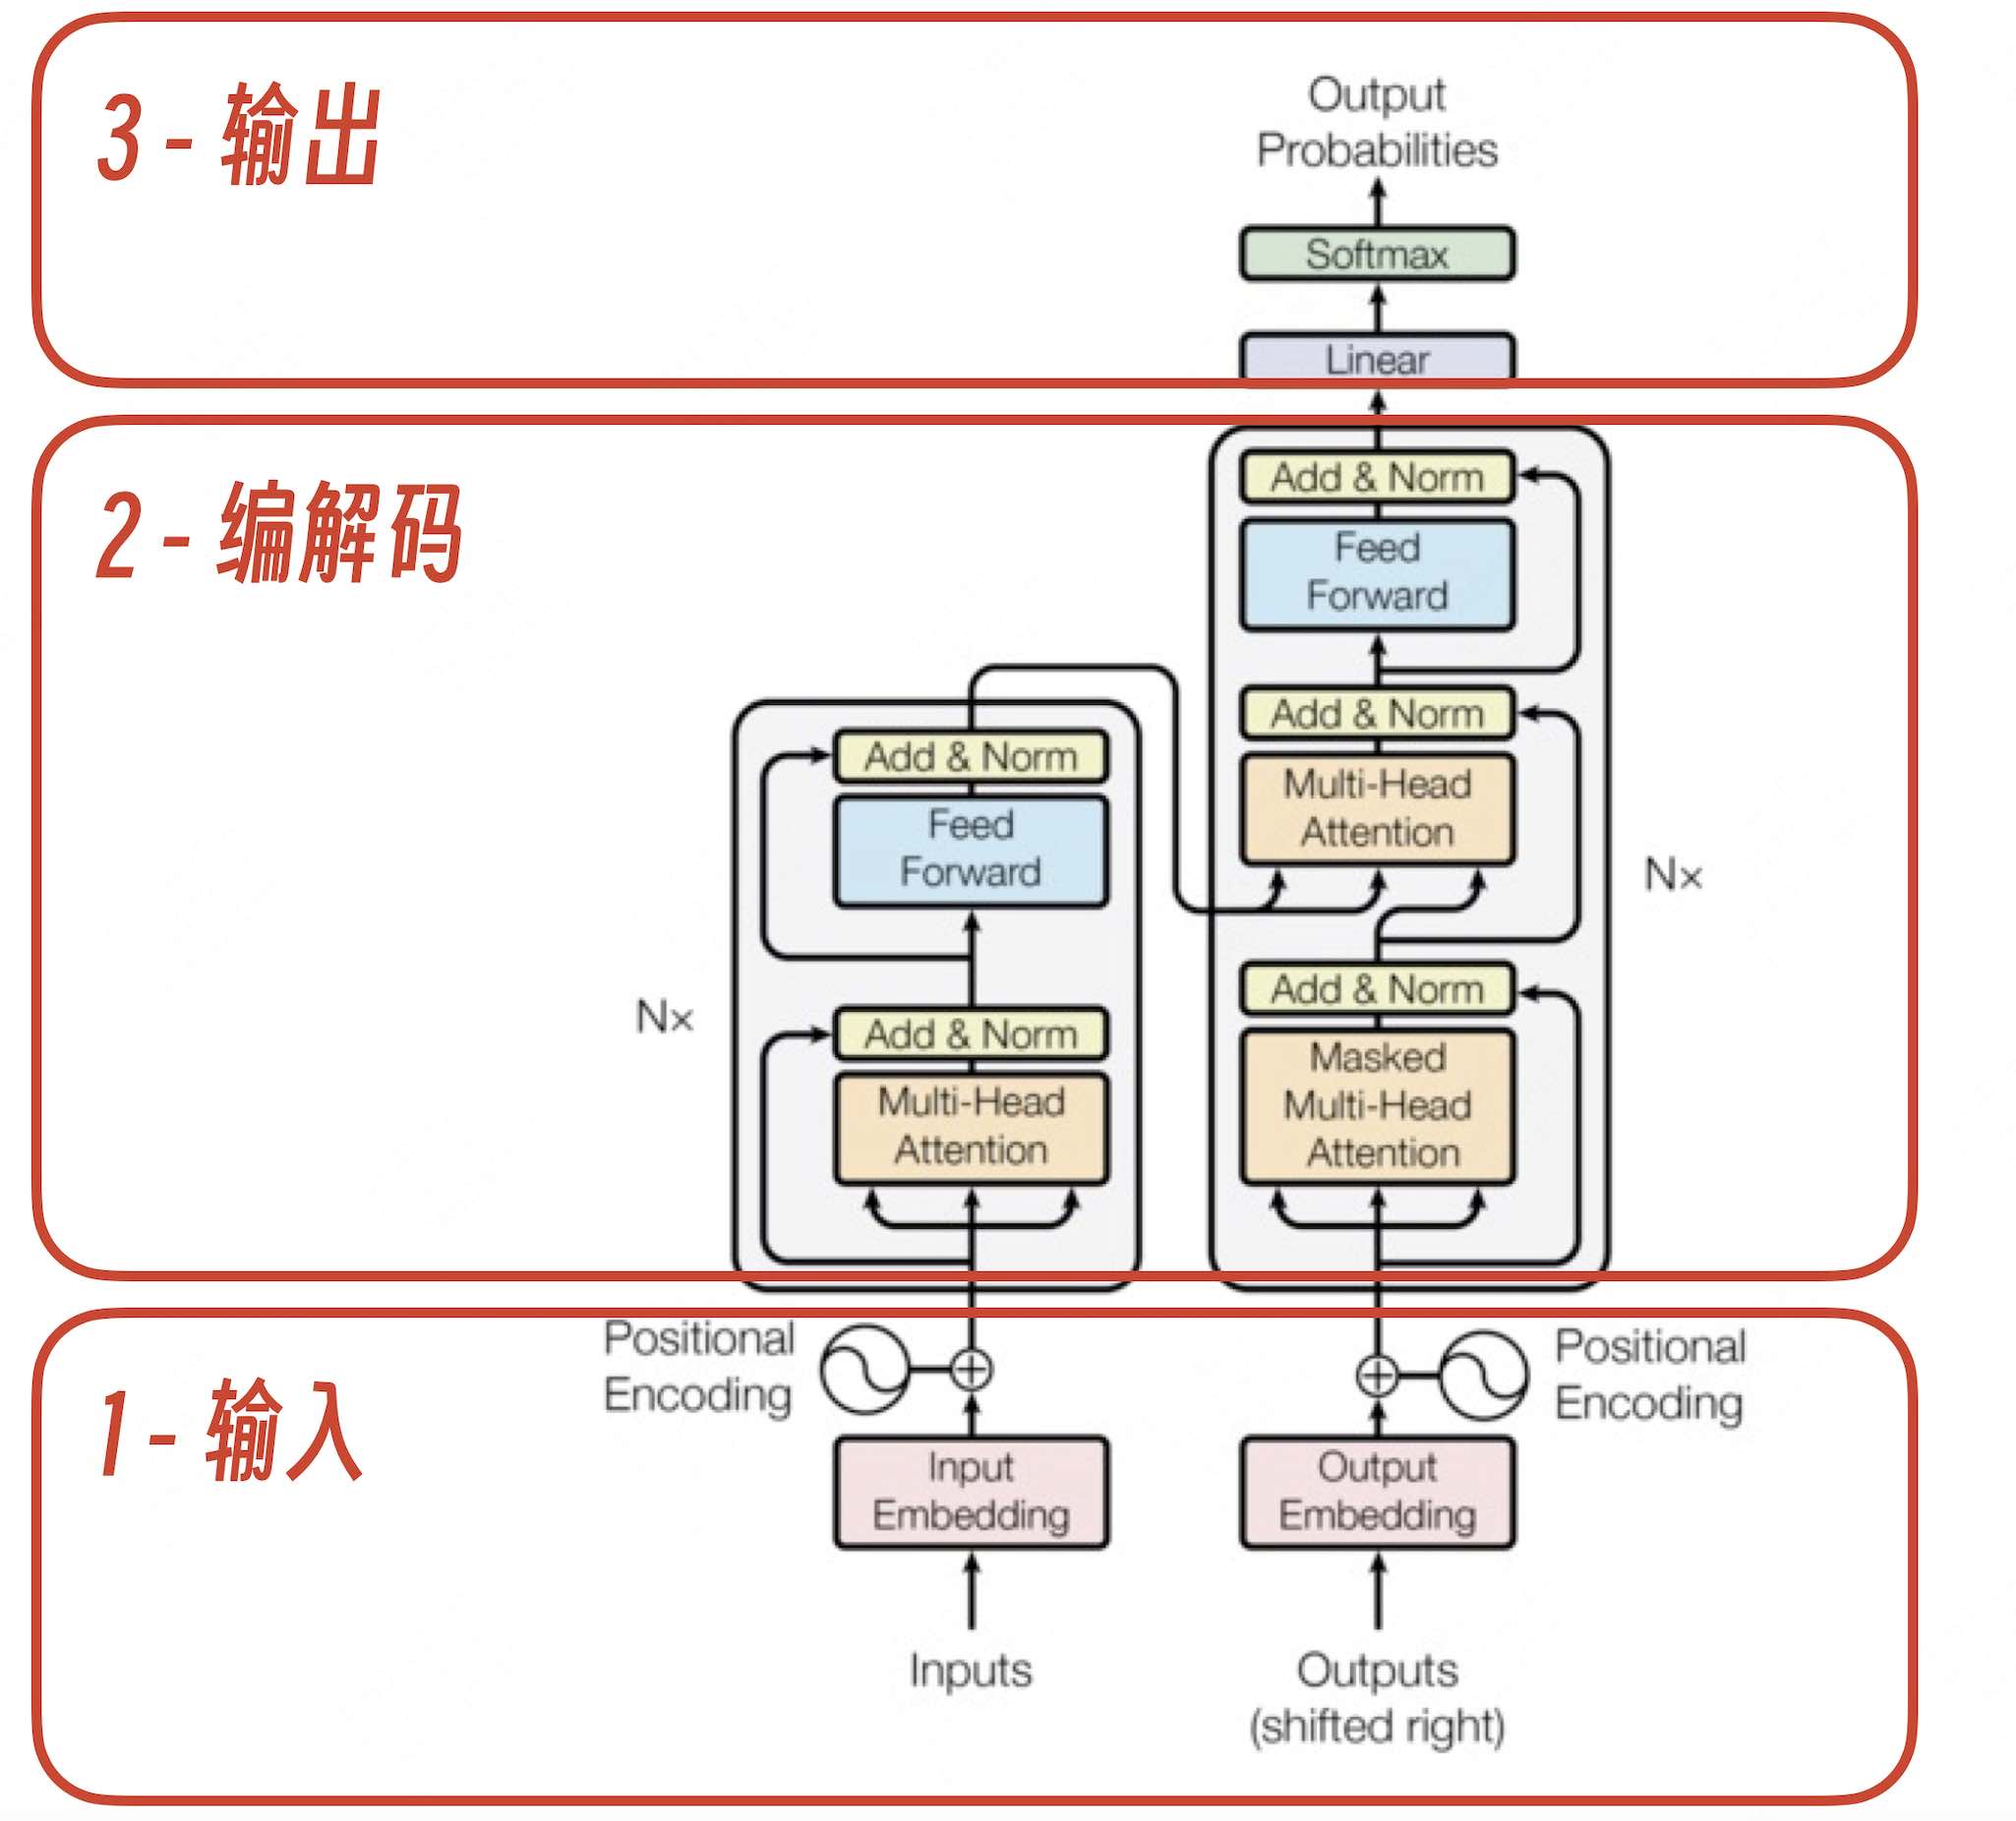 3 - 输出
Output
Probabilities
Softmax
Linear
2 - 编解码
Add & Norm
Feed
Forward
Add & Norm
Multi-Head
Attention
Nx
Add & Norm
Masked
Multi-Head
Attention
Add & Norm
Feed
Forward
Nx
Add & Norm
Multi-Head
Attention
1 - 输入
Positional
Encoding
Input
Embedding
Inputs
Positional
Encoding
Output
Embedding
Outputs
(shifted right)